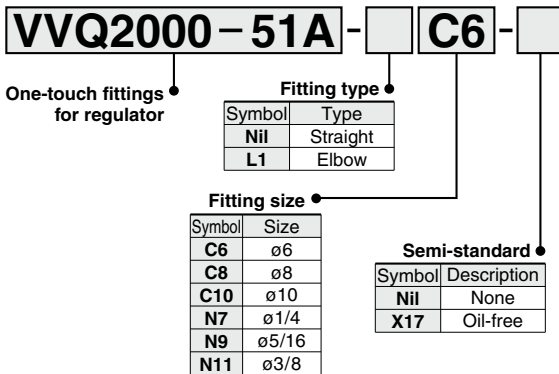 VVQ2000-51A- C6-
One-touch fittings
for regulator
Fitting type
Symbol Type
Nil Straight
L1 Elbow
Fitting size
Symbol Size
C6 ø6
C8 ø8
C10 ø10
N7 ø1/4
N9 ø5/16
N11 ø3/8
Semi-standard
Symbol Description
Nil None
X17 Oil-free